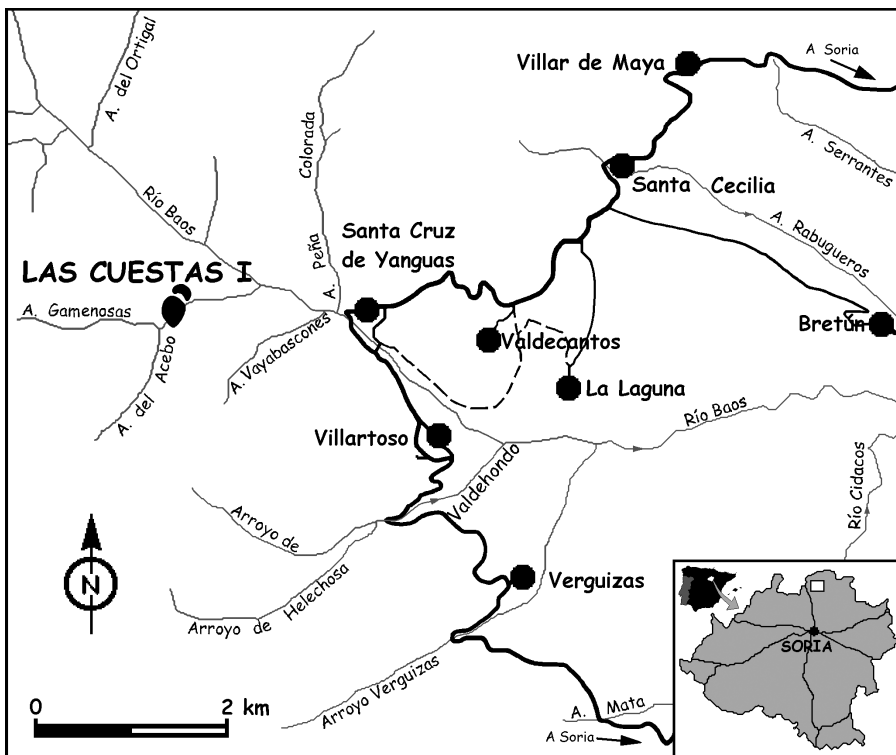 A. del Ortigal
Villar de Maya
A Soria
A. Serrantes
Colorada
A. Peña
Santa Cecilia
Río Baos
A. Rabugueros
Santa Cruz
de Yanguas
LAS CUESTAS I
A. Gamenosas
A. del Acebo
A. Vayabascones
Valdecantos
Bretún
La Laguna
Río Baos
Villartoso
Valdehondo
Río Cidacos
Arroyo de
Arroyo de Helechosa
N
Verguizas
Arroyo Verguizas
SORIA
0 2 km
A. Mata
A Soria